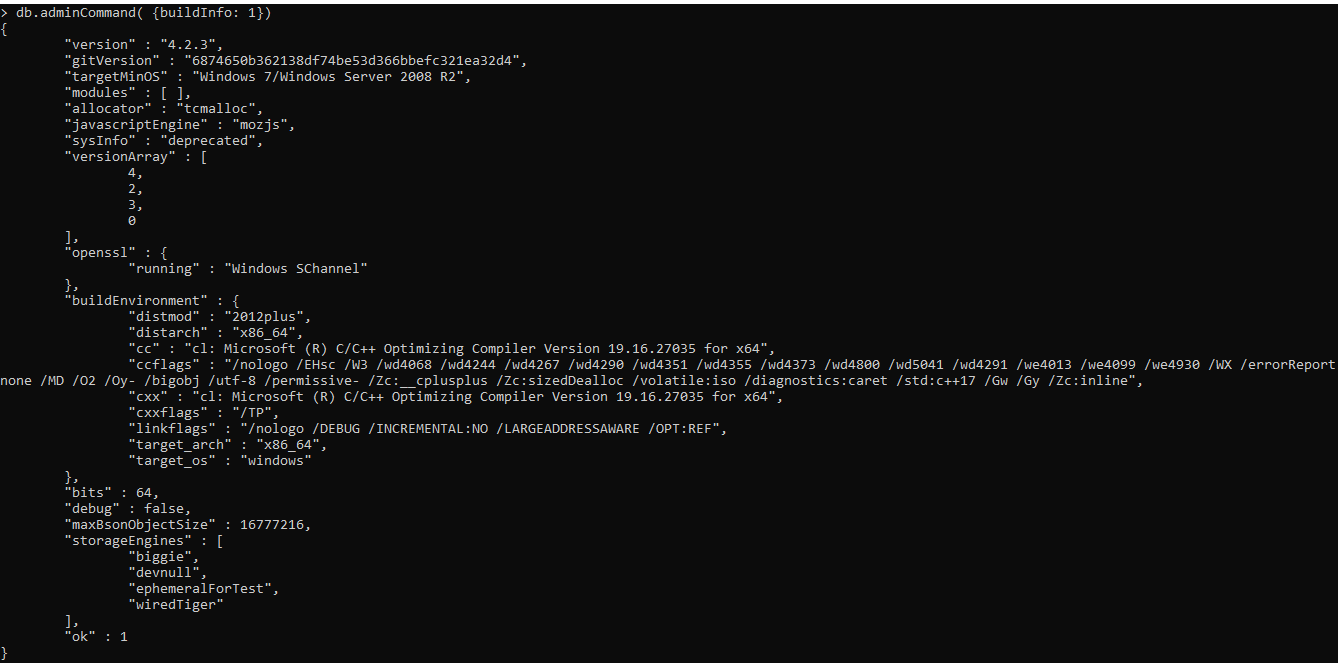 > db.adminCommand( {buildInfo: 1})
{
        "version" : "4.2.3",
        "gitVersion" : "6874650b362138df74be53d366bbefc321ea32d4",
        "targetMinOS" : "Windows 7/Windows Server 2008 R2",
        "modules" : [ ],
        "allocator" : "tcmalloc",
        "javascriptEngine" : "mozjs",
        "sysInfo" : "deprecated",
        "versionArray" : [
                4,
                2,
                3,
                0
        ],
        "openssl" : {
                "running" : "Windows SChannel"
        },
        "buildEnvironment" : {
                "distmod" : "2012plus",
                "distarch" : "x86_64",
                "cc" : "cl: Microsoft (R) C/C++ Optimizing Compiler Version 19.16.27035 for x64",
                "ccflags" : "/nologo /EHsc /W3 /wd4068 /wd4244 /wd4267 /wd4290 /wd4351 /wd4355 /wd4373 /wd4800 /wd5041 /wd4291 /we4013 /we4099 /we4930 /WX /errorReport
none /MD /O2 /Oy- /bigobj /utf-8 /permissive- /Zc:__cplusplus /Zc:sizedDealloc /volatile:iso /diagnostics:caret /std:c++17 /Gw /Gy /Zc:inline",
                "cxx" : "cl: Microsoft (R) C/C++ Optimizing Compiler Version 19.16.27035 for x64",
                "cxxflags" : "/TP",
                "linkflags" : "/nologo /DEBUG /INCREMENTAL:NO /LARGEADDRESSAWARE /OPT:REF",
                "target_arch" : "x86_64",
                "target_os" : "windows"
        },
        "bits" : 64,
        "debug" : false,
        "maxBsonObjectSize" : 16777216,
        "storageEngines" : [
                "biggie",
                "devnull",
                "ephemeralForTest",
                "wiredTiger"
        ],
        "ok" : 1
}